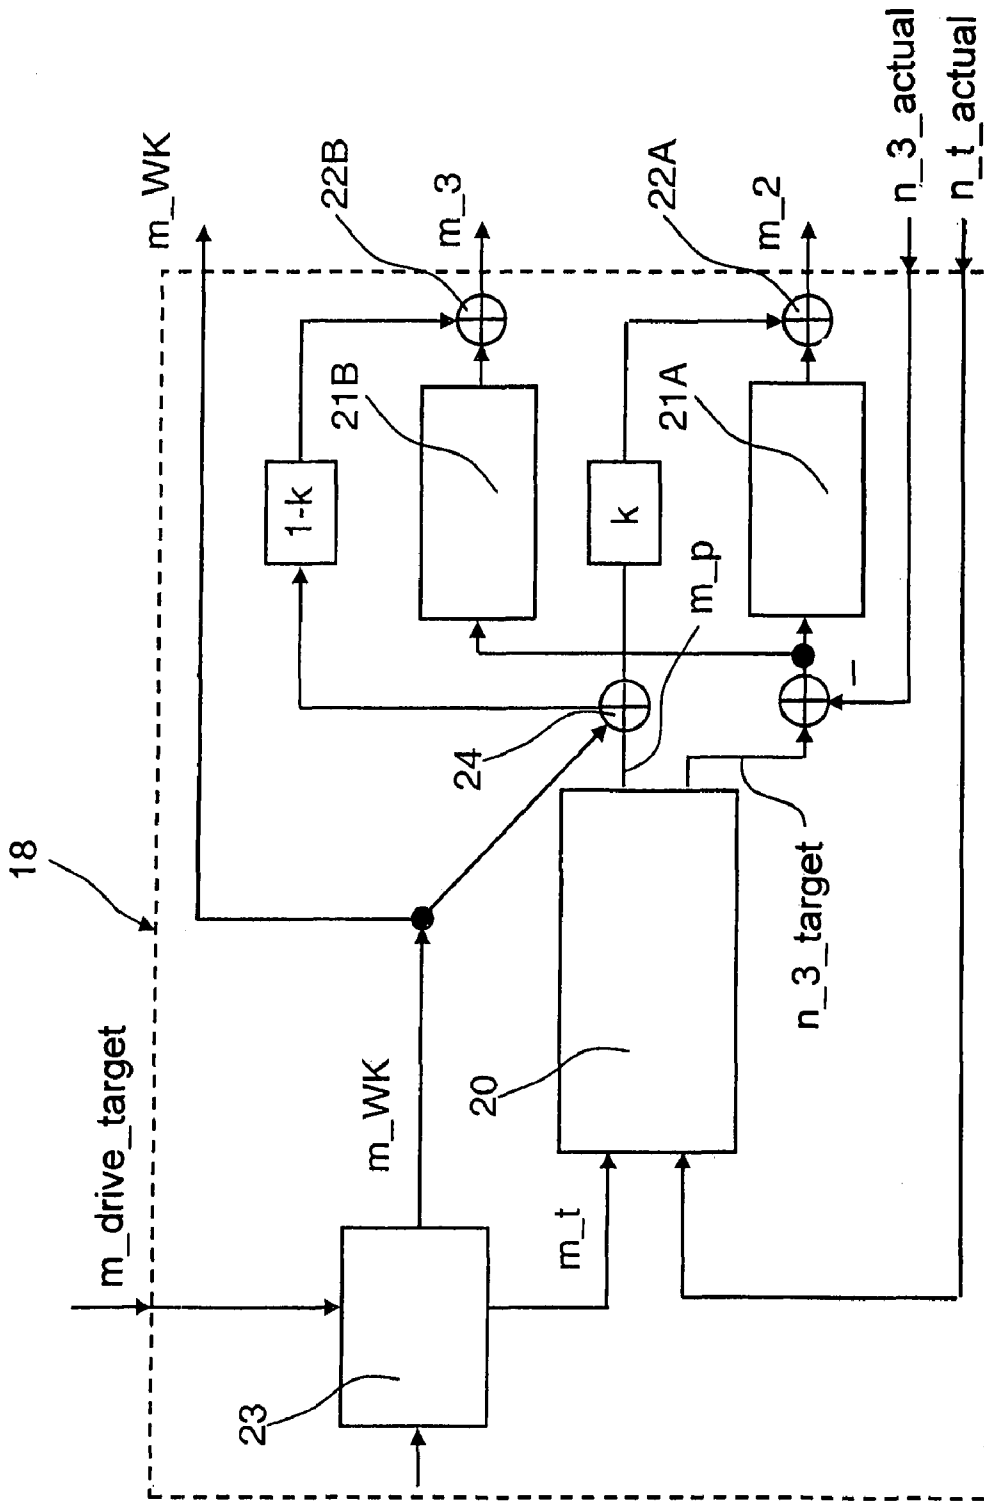 18
m_drive_target
m_WK
m_WK
22B
m_3
21B
1-k
k
22A
m_2
21A
n_3_actual
n_t_actual
24
m_p
–
n_3_target
20
m_t
23